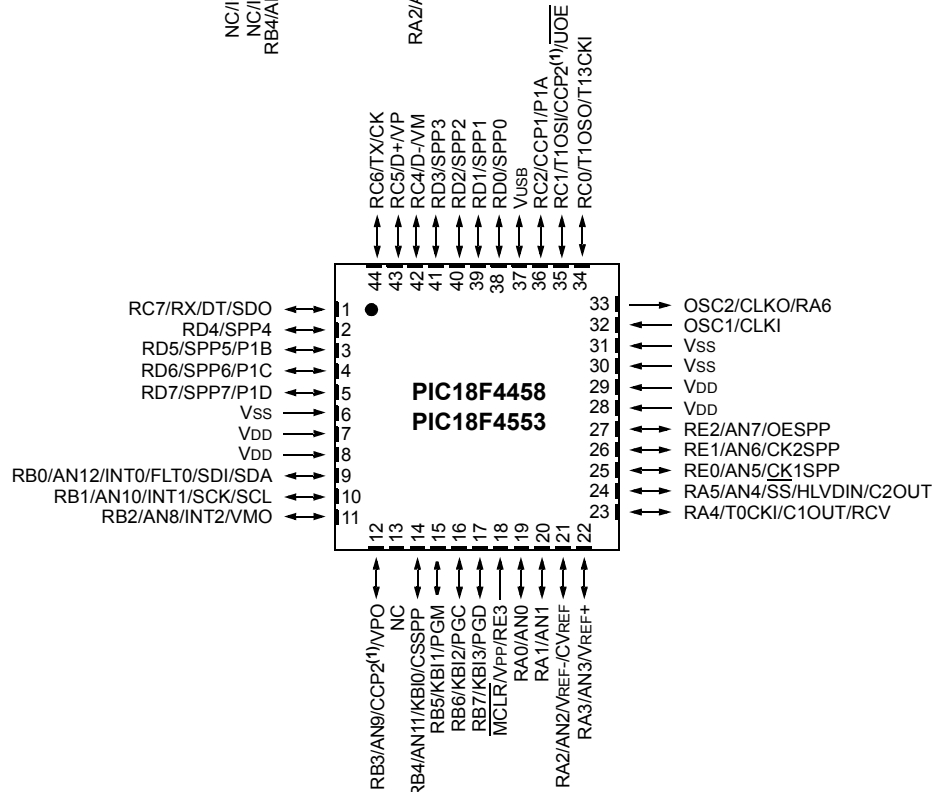 NC/I
NC/I
RB4/A
RA2/A
RC6/TX/CK
RC5/D+/VP
RC4/D-/VM
RD3/SPP3
RD2/SPP2
RD1/SPP1
RD0/SPP0
VUSB
RC2/CCP1/P1A
RC1/T1OSI/CCP2(1)/UOE
RC0/T1OSO/T13CKI
44
43
42
41
40
39
38
37
36
35
34
RC7/RX/DT/SDO 1
RD4/SPP4 2
RD5/SPP5/P1B 3
RD6/SPP6/P1C 4
RD7/SPP7/P1D 5
VSS 6
VDD 7
VDD 8
RB0/AN12/INT0/FLT0/SDI/SDA 9
RB1/AN10/INT1/SCK/SCL 10
RB2/AN8/INT2/VMO 11
PIC18F4458
PIC18F4553
33 OSC2/CLKO/RA6
32 OSC1/CLKI
31 VSS
30 VSS
29 VDD
28 VDD
27 RE2/AN7/OESPP
26 RE1/AN6/CK2SPP
25 RE0/AN5/CK1SPP
24 RA5/AN4/SS/HLVDIN/C2OUT
23 RA4/T0CKI/C1OUT/RCV
12
13
14
15
16
17
18
19
20
21
22
RB3/AN9/CCP2(1)/VPO
NC
RB4/AN11/KBI0/CSSPP
RB5/KBI1/PGM
RB6/KBI2/PGC
RB7/KBI3/PGD
MCLR/VPP/RE3
RA0/AN0
RA1/AN1
RA2/AN2/VREF-/CVREF
RA3/AN3/VREF+